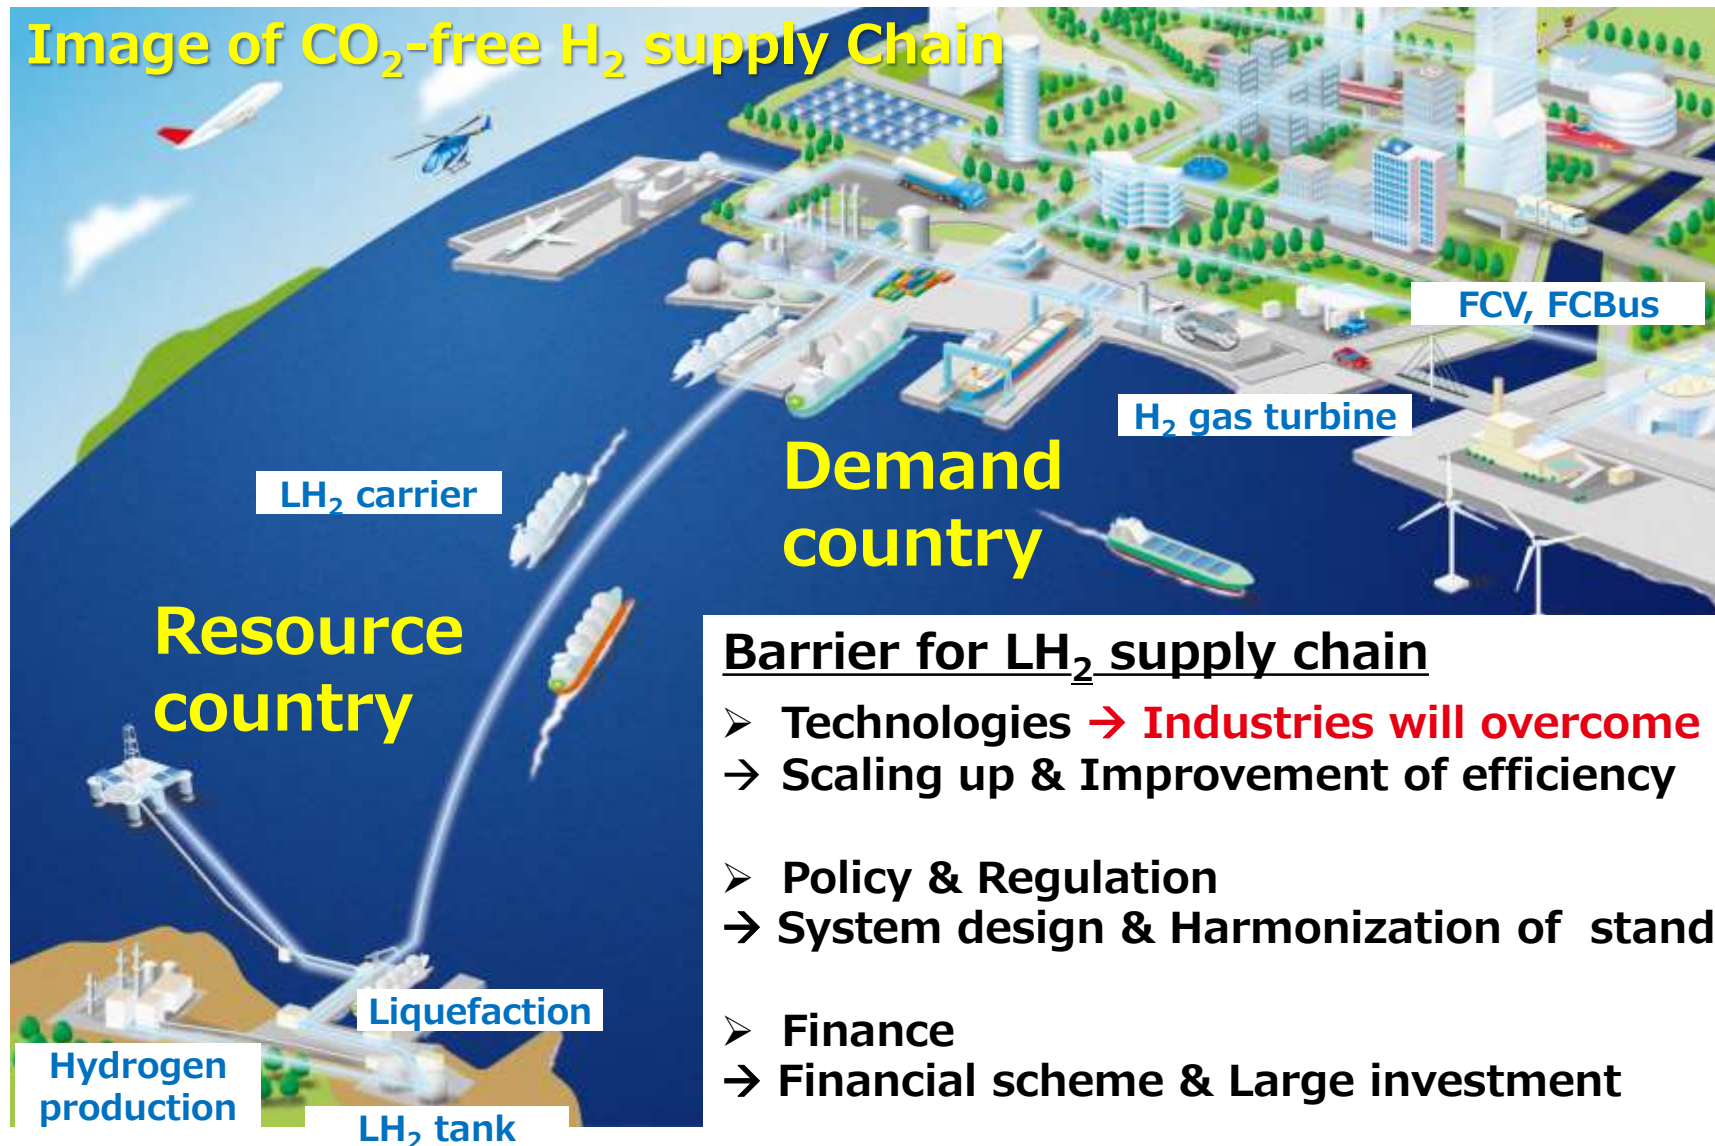 Image of CO₂-free H₂ supply Chain
FCV, FCBus
H₂ gas turbine
LH₂ carrier
Demand
country
Resource
country
Liquefaction
Hydrogen
production
LH₂ tank
Barrier for LH₂ supply chain
➢ Technologies → Industries will overcome
→ Scaling up & Improvement of efficiency
➢ Policy & Regulation
→ System design & Harmonization of stand
➢ Finance
→ Financial scheme & Large investment